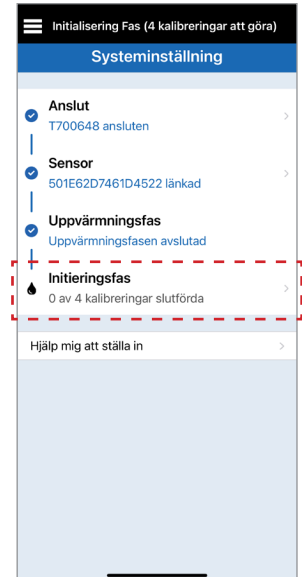 Initialisering Fas (4 kalibreringar att göra)
Systeminställning
Anslut
T700648 ansluten
Sensor
501E62D7461D4522 länkad
Uppvärmningsfas
Uppvärmningsfasen avslutad
Initieringsfas
0 av 4 kalibreringar slutförda
Hjälp mig att ställa in